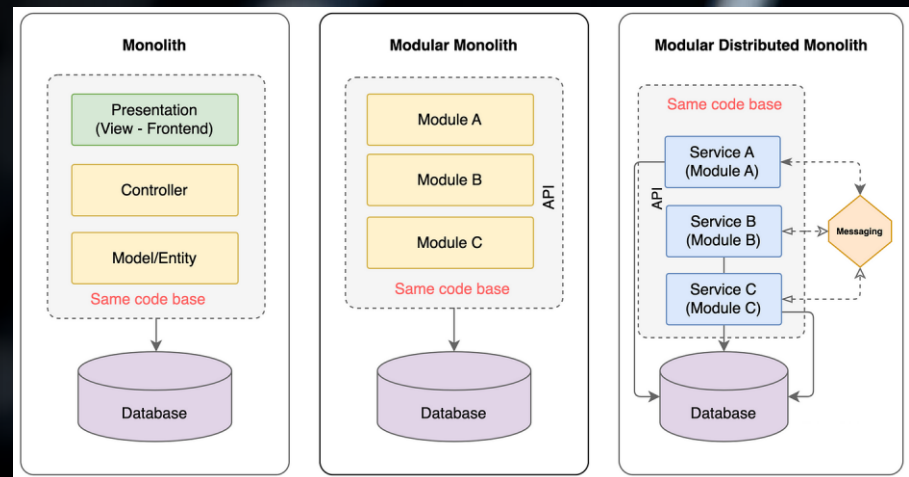 Monolith
Presentation
(View - Frontend)
Controller
Model/Entity
Same code base
Database
Modular Monolith
Module A
Module B
Module C
API
Same code base
Database
Modular Distributed Monolith
Same code base
Service A
(Module A)
API
Service B
(Module B)
Messaging
Service C
(Module C)
Database